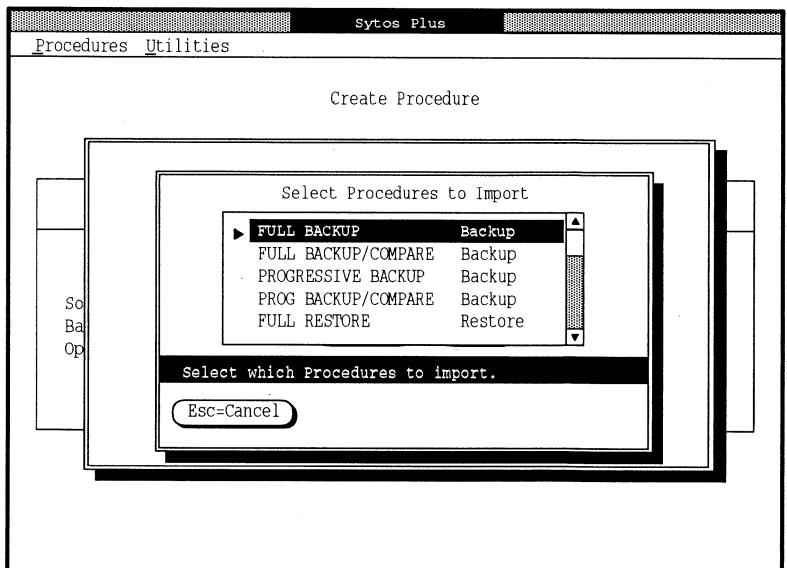 Sytos Plus
Procedures Utilities
Create Procedure
Select Procedures to Import
FULL BACKUP Backup
FULL BACKUP/COMPARE Backup
PROGRESSIVE BACKUP Backup
PROG BACKUP/COMPARE Backup
FULL RESTORE Restore
So
Ba
Op
Select which Procedures to import.
Esc=Cancel